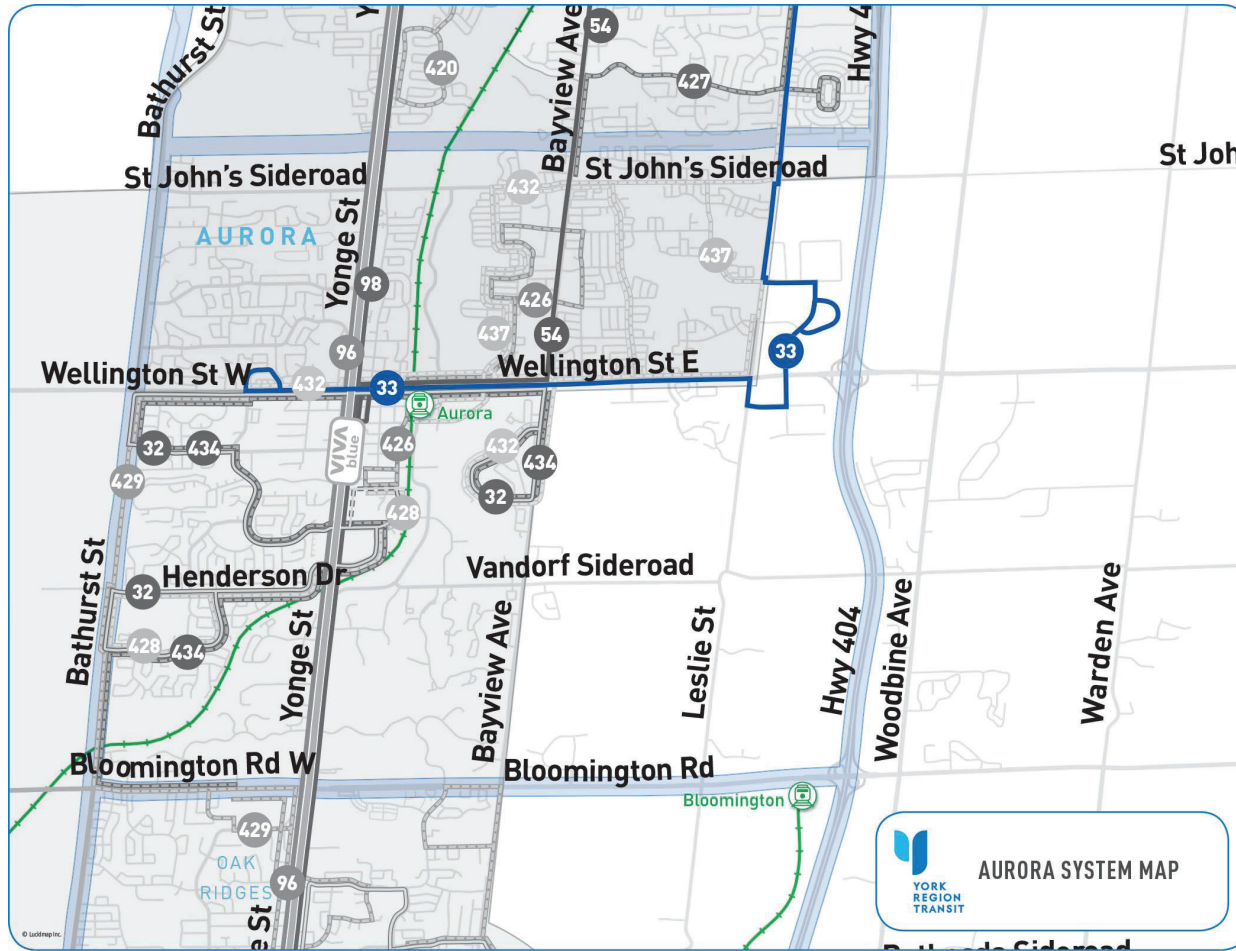 Bathurst St
Y
420
54
Bayview Ave
427
Hwy 4
St John's Sideroad
432
St John's Sideroad
St Joh
AURORA
Yonge St
98
437
426
437
54
96
33
Wellington St W
432
33
Wellington St E
Aurora
VIVA
blue
426
432
434
32
434
429
32
428
Bathurst St
Henderson Dr
Vandorf Sideroad
32
428
434
Yonge St
Bayview Ave
Leslie St
Hwy 404
Woodbine Ave
Warden Ave
Bloomington Rd W
Bloomington Rd
Bloomington
429
OAK
RIDGES
96
e St
YORK
REGION
TRANSIT
AURORA SYSTEM MAP
© Lucidmap Inc.